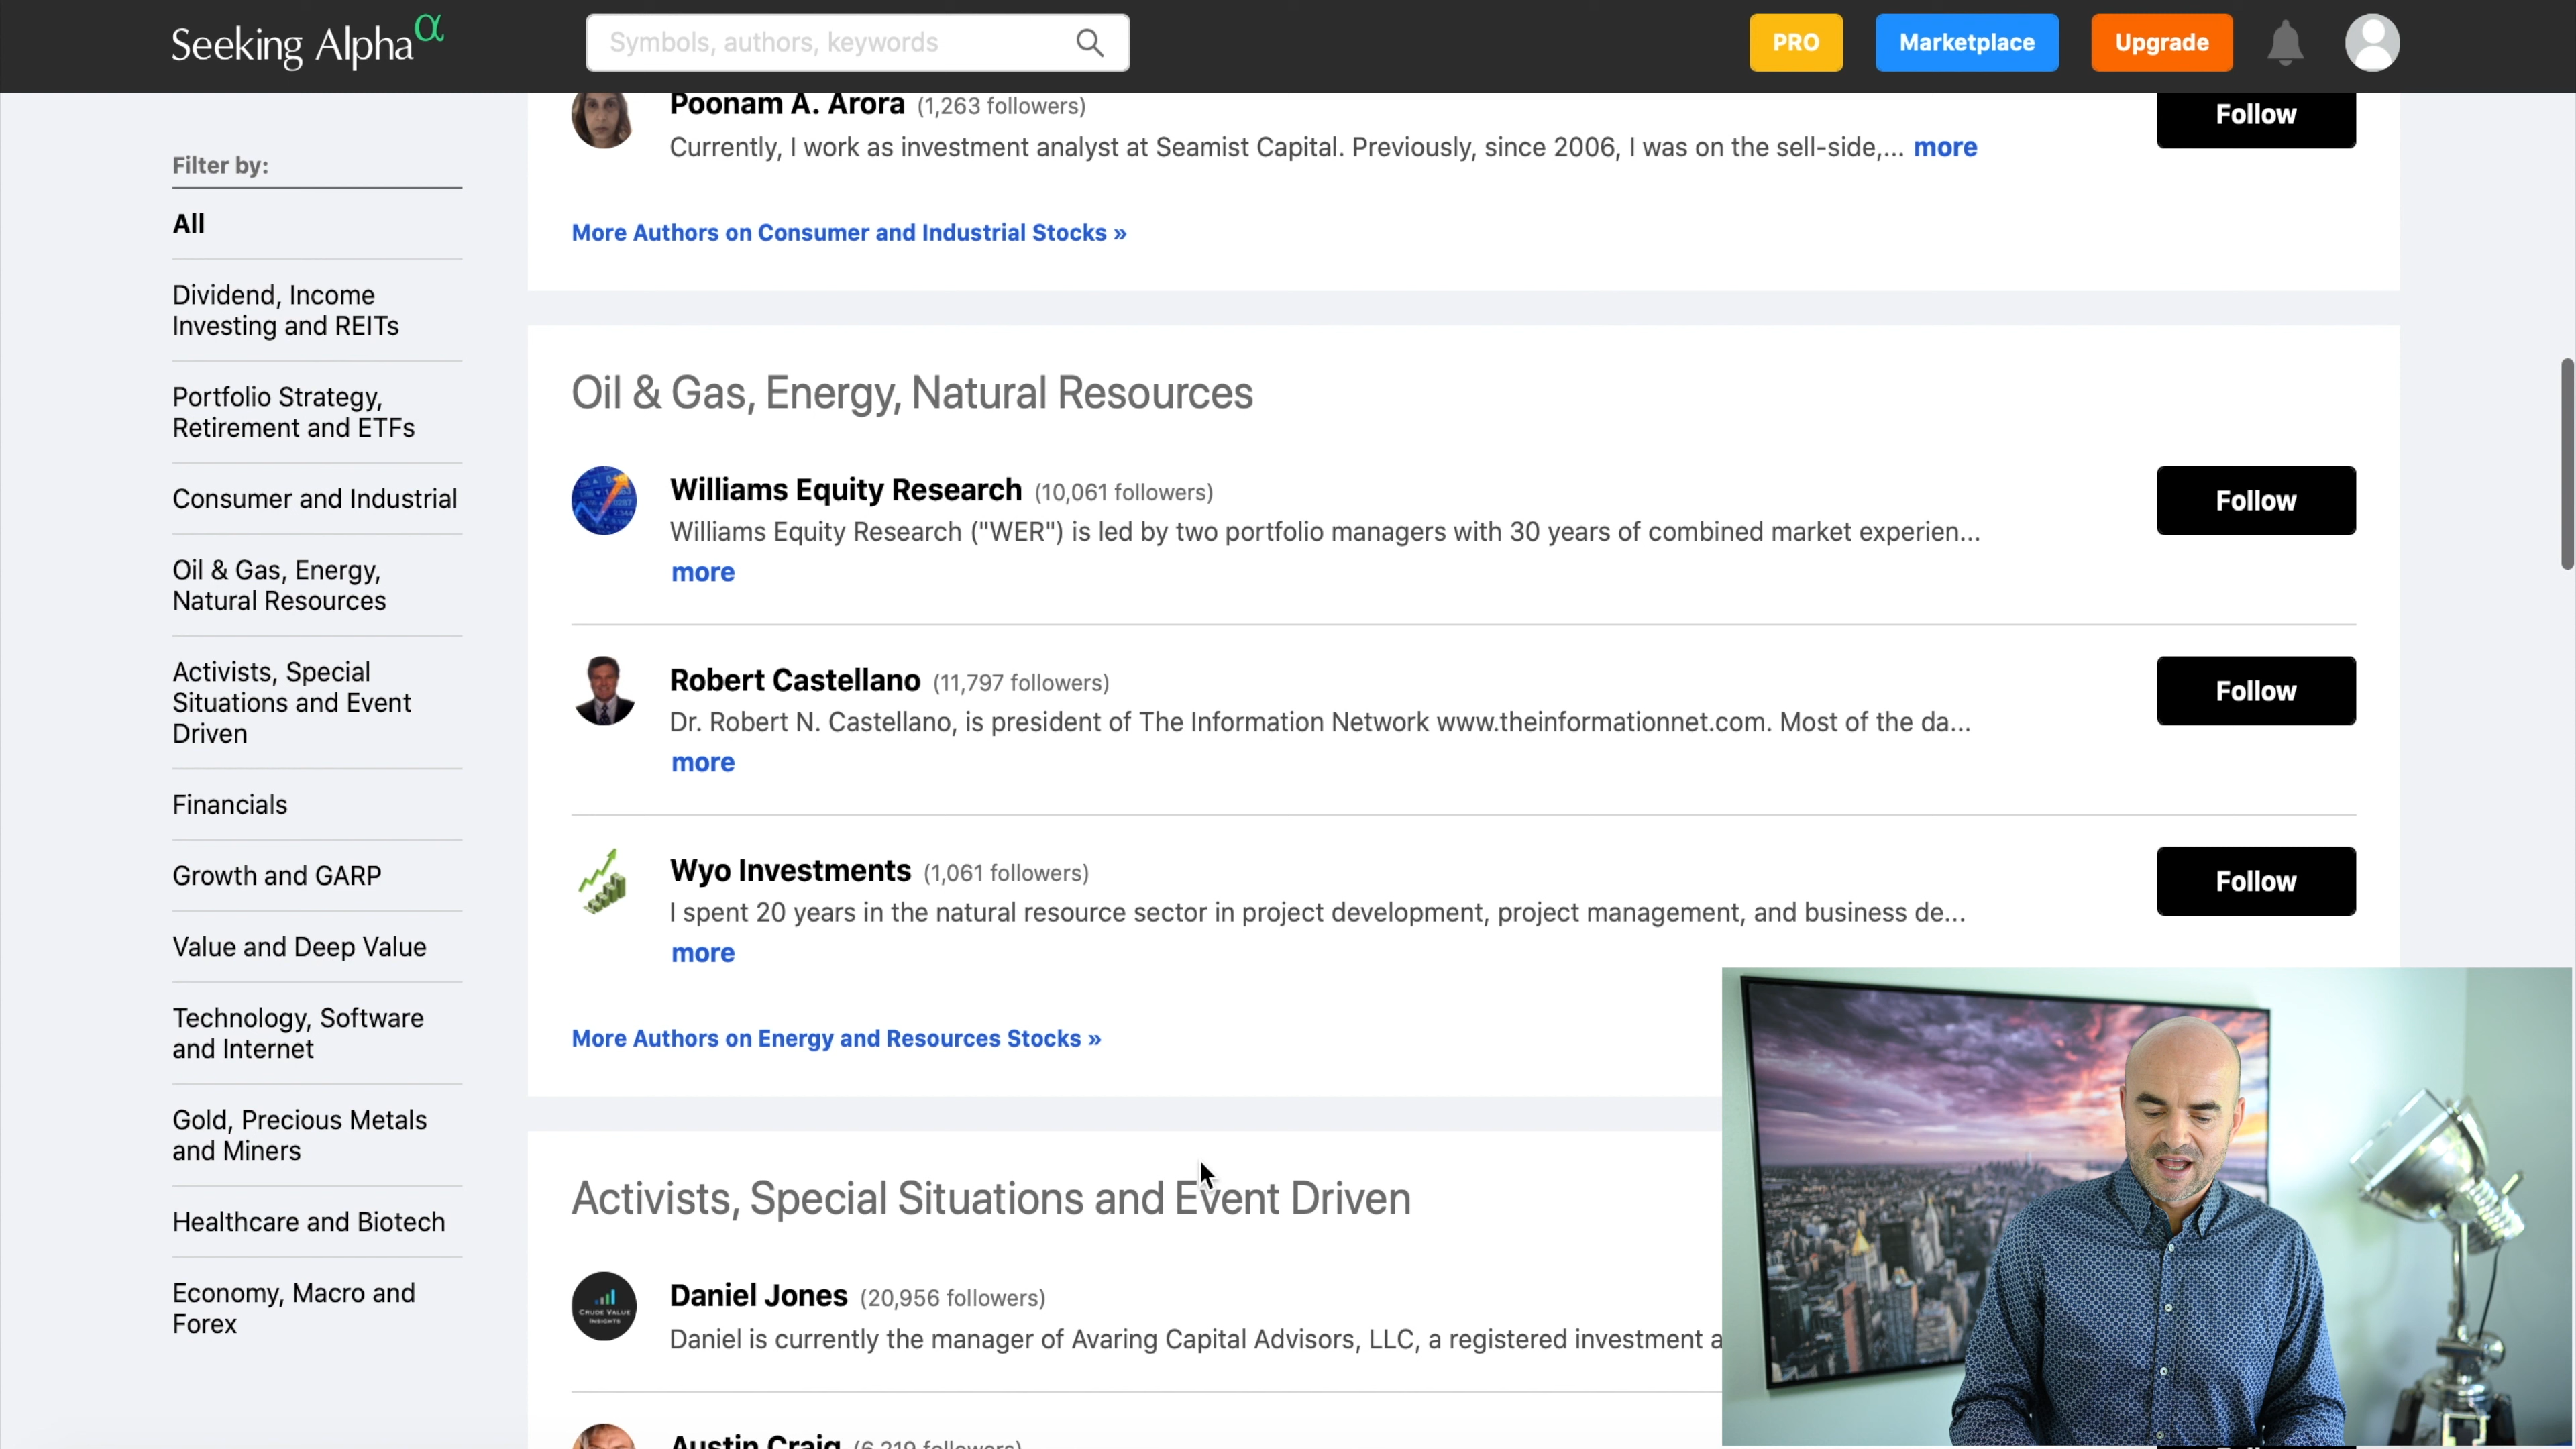 Seeking Alpha α
Symbols, authors, keywords
PRO
Marketplace
Upgrade
Filter by:
All
Dividend, Income
Investing and REITs
Portfolio Strategy,
Retirement and ETFs
Consumer and Industrial
Oil & Gas, Energy,
Natural Resources
Activists, Special
Situations and Event
Driven
Financials
Growth and GARP
Value and Deep Value
Technology, Software
and Internet
Gold, Precious Metals
and Miners
Healthcare and Biotech
Economy, Macro and
Forex
Poonam A. Arora (1,263 followers)
Currently, I work as investment analyst at Seamist Capital. Previously, since 2006, I was on the sell-side,... more
Follow
More Authors on Consumer and Industrial Stocks »
Oil & Gas, Energy, Natural Resources
Williams Equity Research (10,061 followers)
Williams Equity Research ("WER") is led by two portfolio managers with 30 years of combined market experien...
more
Follow
Robert Castellano (11,797 followers)
Dr. Robert N. Castellano, is president of The Information Network www.theinformationnet.com. Most of the da...
more
Follow
Wyo Investments (1,061 followers)
I spent 20 years in the natural resource sector in project development, project management, and business de...
more
Follow
More Authors on Energy and Resources Stocks »
Activists, Special Situations and Event Driven
CRUDE VALUE
INSIGHTS
Daniel Jones (20,956 followers)
Daniel is currently the manager of Avaring Capital Advisors, LLC, a registered investment a
Austin Craig (6,219 followers)